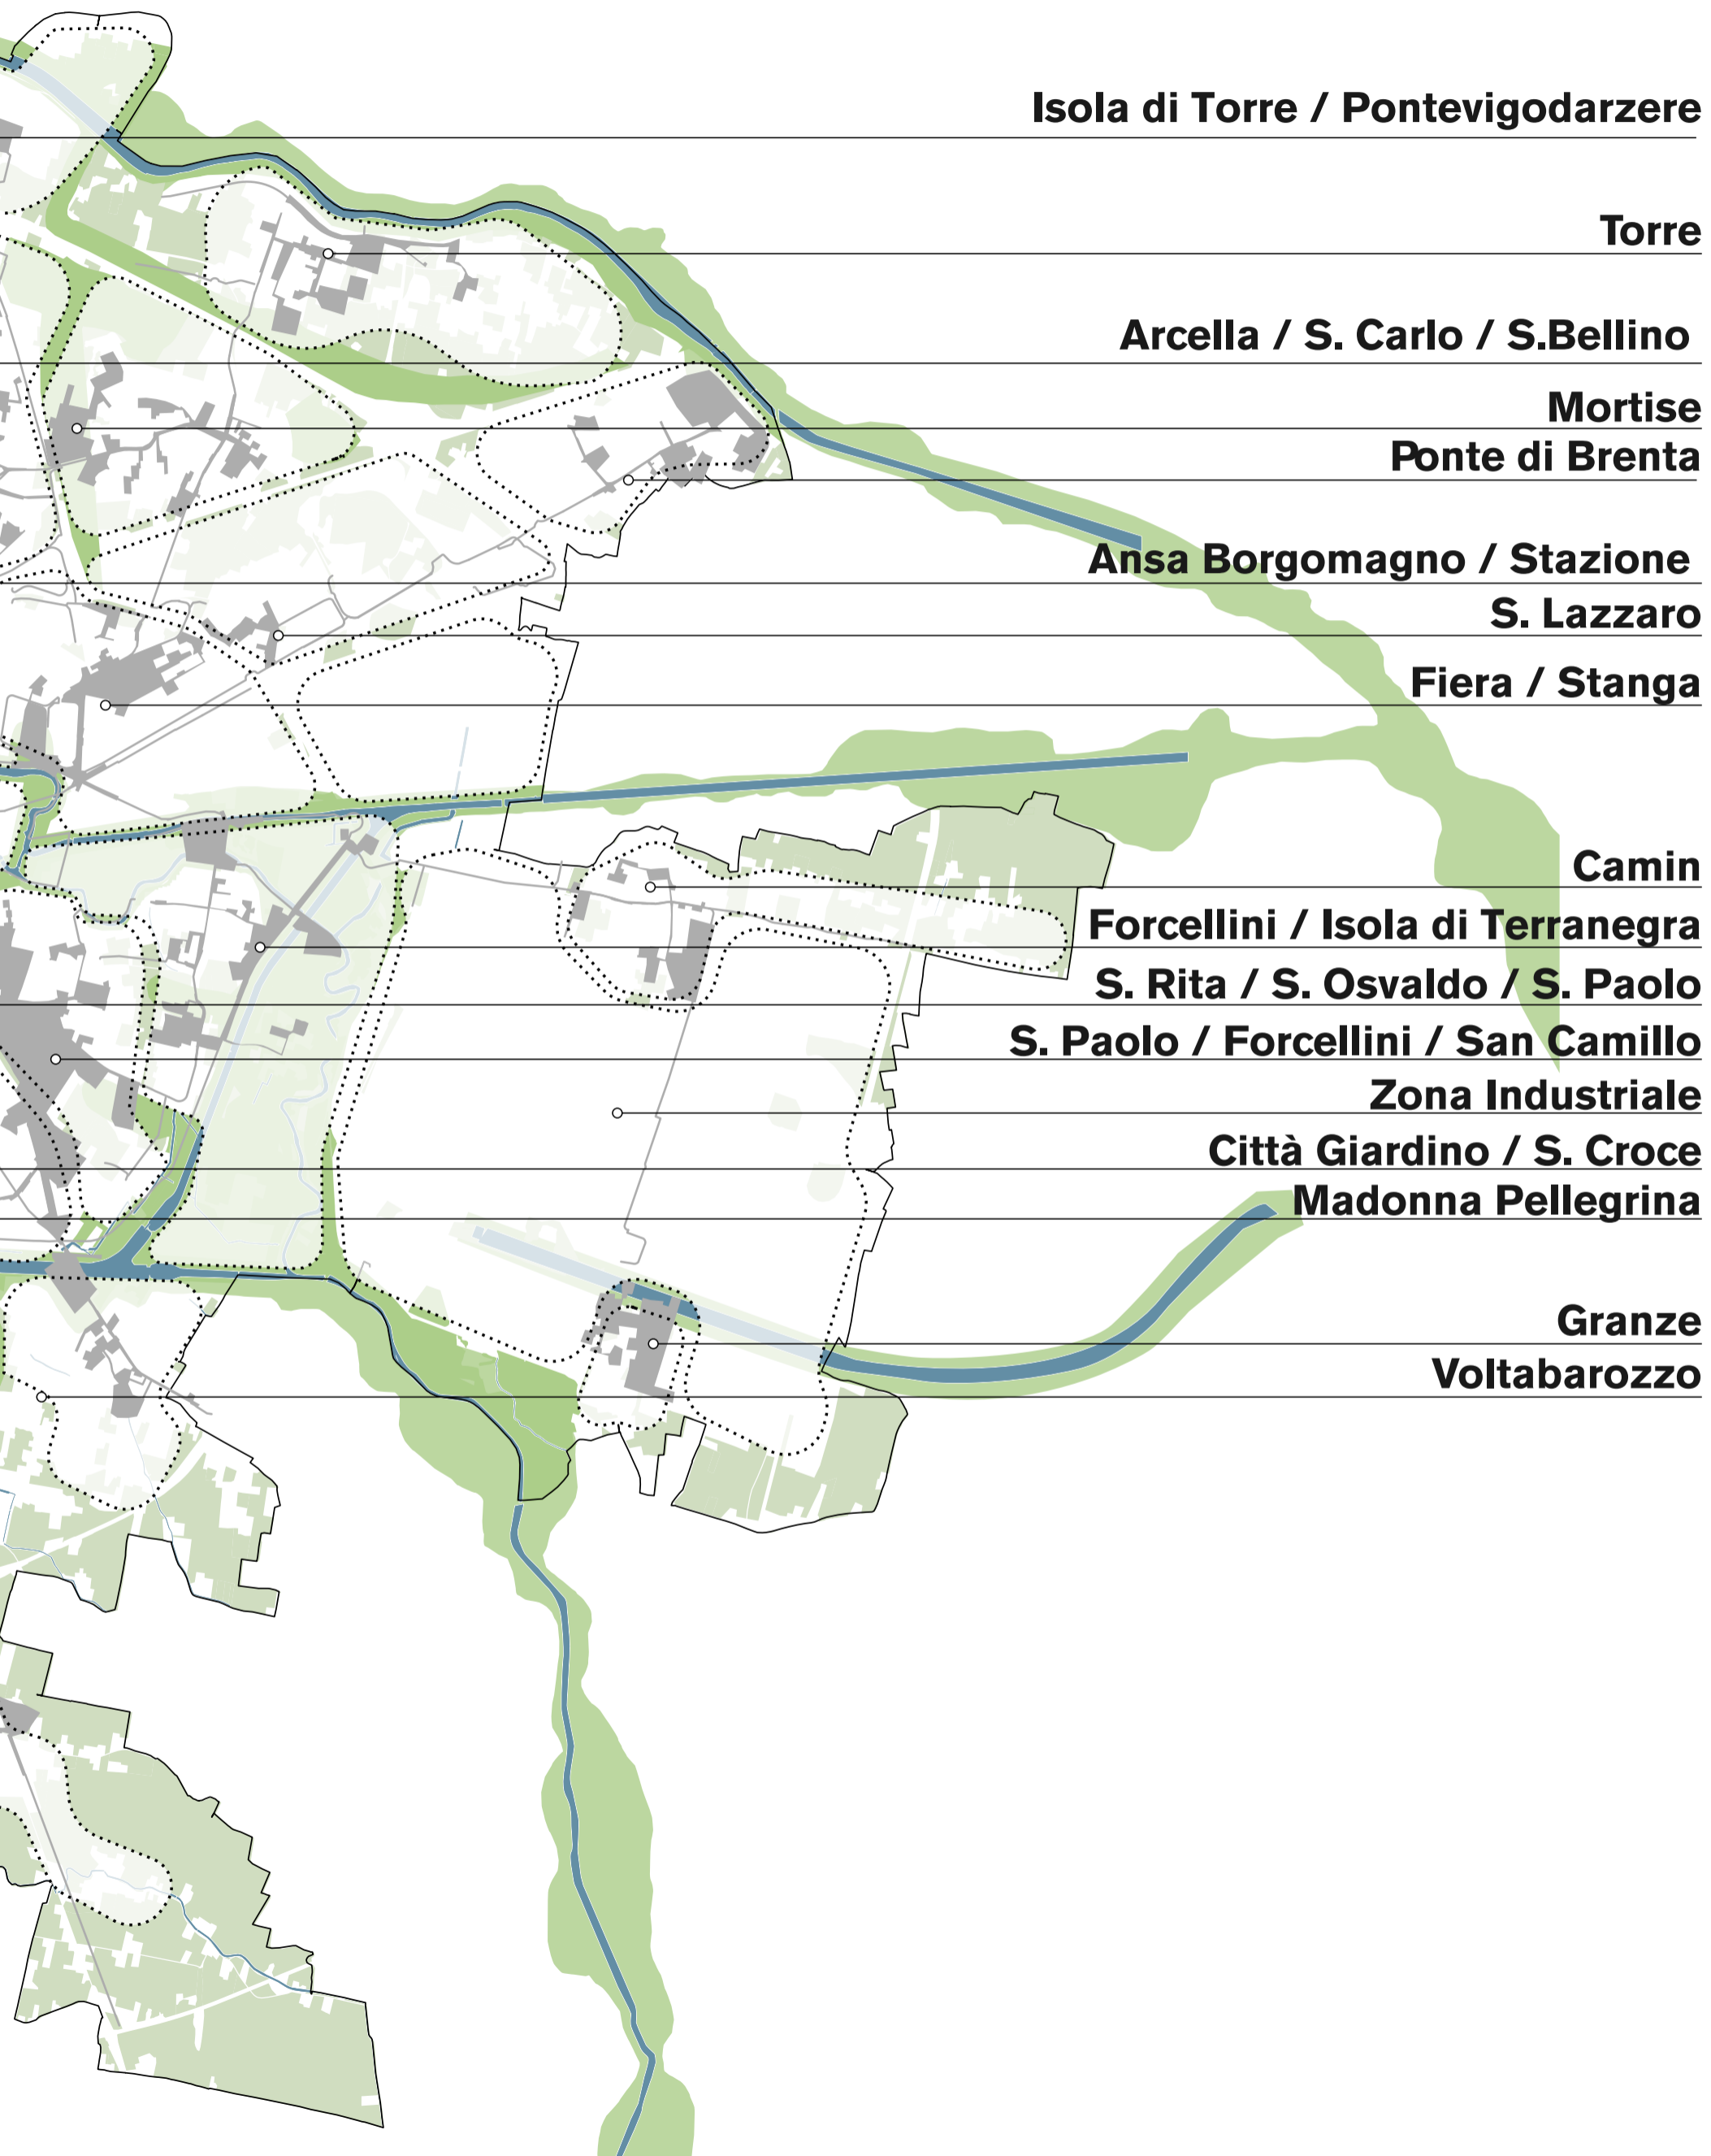 Isola di Torre / Pontevigodarzere
Torre
Arcella / S. Carlo / S.Bellino
Mortise
Ponte di Brenta
Ansa Borgomagno / Stazione
S. Lazzaro
Fiera / Stanga
Camin
Forcellini / Isola di Terranegra
S. Rita / S. Osvaldo / S. Paolo
S. Paolo / Forcellini / San Camillo
Zona Industriale
Città Giardino / S. Croce
Madonna Pellegrina
Granze
Voltabarozzo